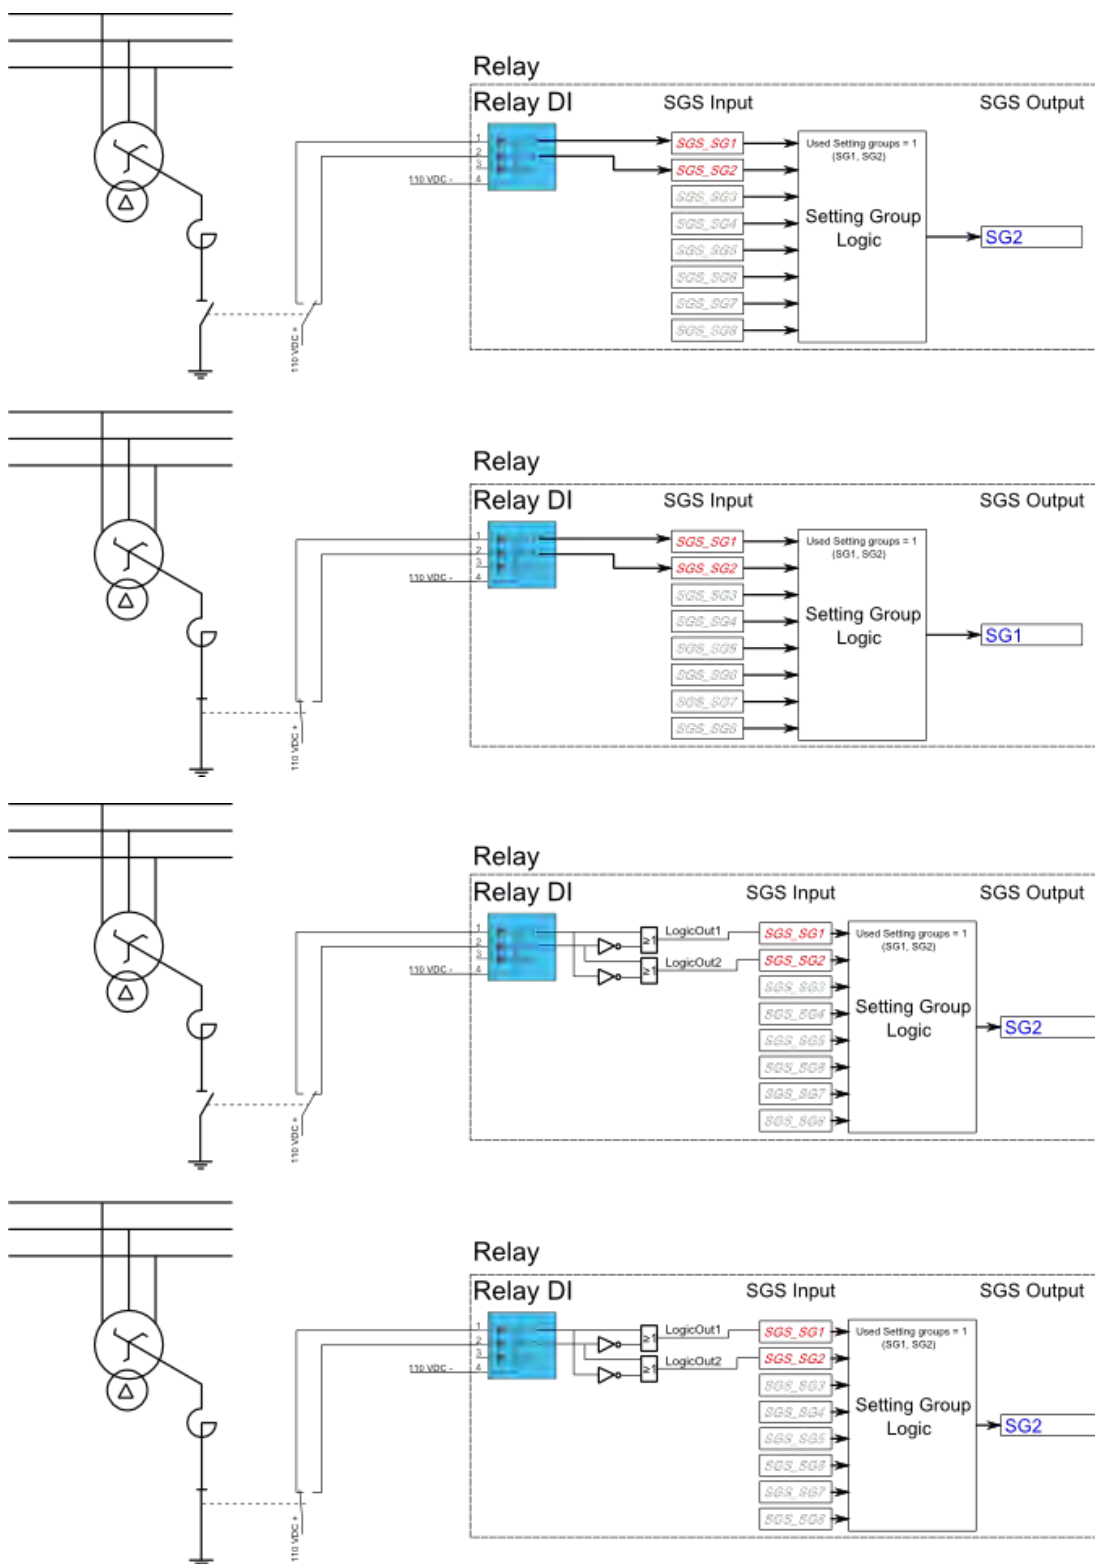 Relay
Relay DI
SGS Input
SGS Output
1
2
3
4
110 VDC -
110 VDC +
SGS_SG1
SGS_SG2
SGS_SG3
SGS_SG4
SGS_SG5
SGS_SG6
SGS_SG7
SGS_SG8
Used Setting groups = 1
(SG1, SG2)
Setting Group
Logic
SG2
Relay
Relay DI
SGS Input
SGS Output
1
2
3
4
110 VDC -
110 VDC +
SGS_SG1
SGS_SG2
SGS_SG3
SGS_SG4
SGS_SG5
SGS_SG6
SGS_SG7
SGS_SG8
Used Setting groups = 1
(SG1, SG2)
Setting Group
Logic
SG1
Relay
Relay DI
SGS Input
SGS Output
1
2
3
4
110 VDC -
110 VDC +
≥1
LogicOut1
≥1
LogicOut2
SGS_SG1
SGS_SG2
SGS_SG3
SGS_SG4
SGS_SG5
SGS_SG6
SGS_SG7
SGS_SG8
Used Setting groups = 1
(SG1, SG2)
Setting Group
Logic
SG2
Relay
Relay DI
SGS Input
SGS Output
1
2
3
4
110 VDC -
110 VDC +
≥1
LogicOut1
≥1
LogicOut2
SGS_SG1
SGS_SG2
SGS_SG3
SGS_SG4
SGS_SG5
SGS_SG6
SGS_SG7
SGS_SG8
Used Setting groups = 1
(SG1, SG2)
Setting Group
Logic
SG2